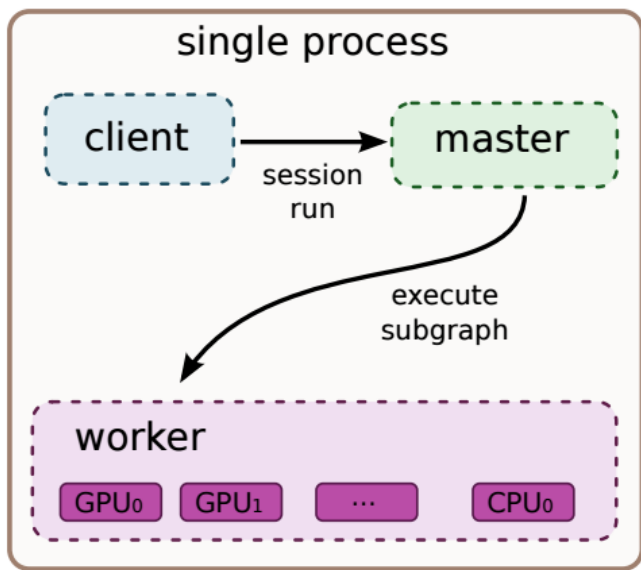 single process
client
master
session
run
execute
subgraph
worker
GPU₀ GPU₁ ... CPU₀